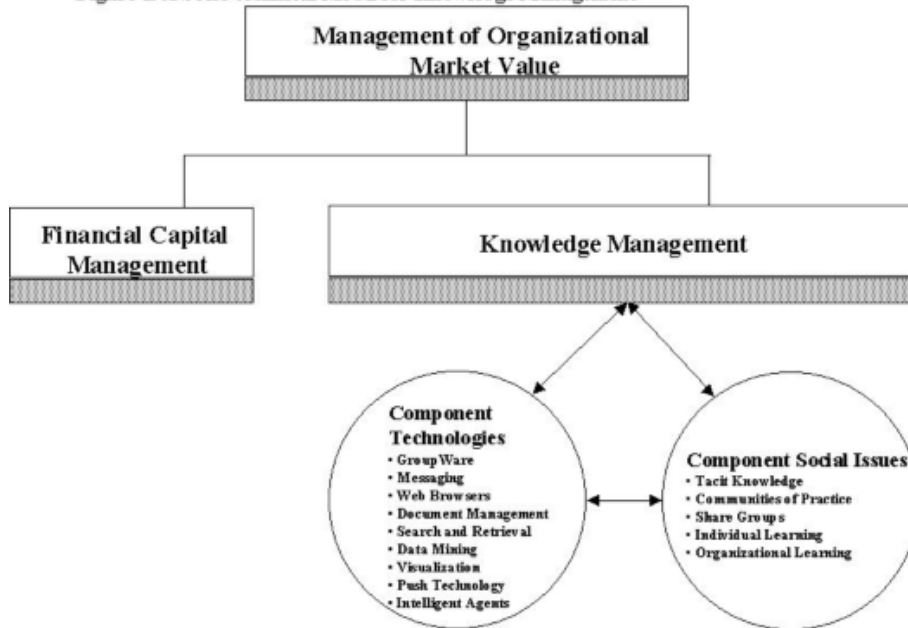 Management of Organizational
Market Value
Financial Capital
Management
Knowledge Management
Component
Technologies
• GroupWare
• Messaging
• Web Browsers
• Document Management
• Search and Retrieval
• Data Mining
• Visualization
• Push Technology
• Intelligent Agents
Component Social Issues
• Tacit Knowledge
• Communities of Practice
• Share Groups
• Individual Learning
• Organizational Learning